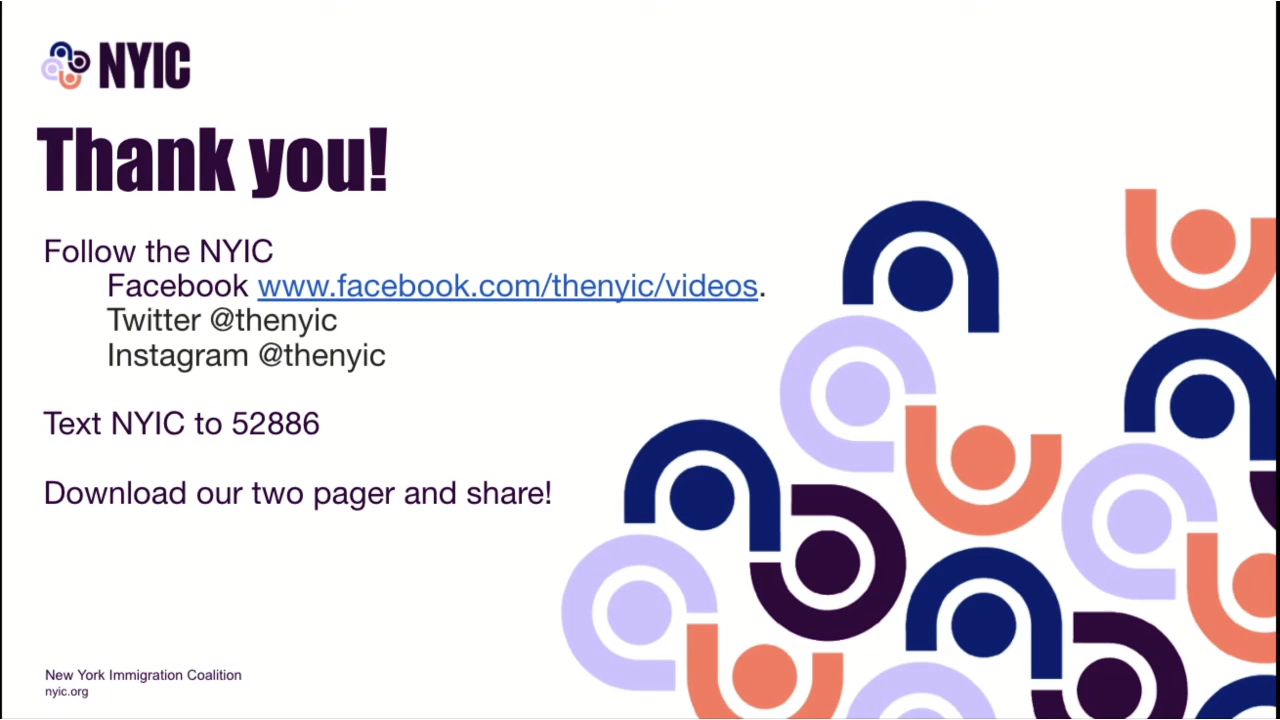 NYIC
Thank you!
Follow the NYIC
Facebook www.facebook.com/thenyic/videos.
Twitter @thenyic
Instagram @thenyic
Text NYIC to 52886
Download our two pager and share!
New York Immigration Coalition
nyic.org